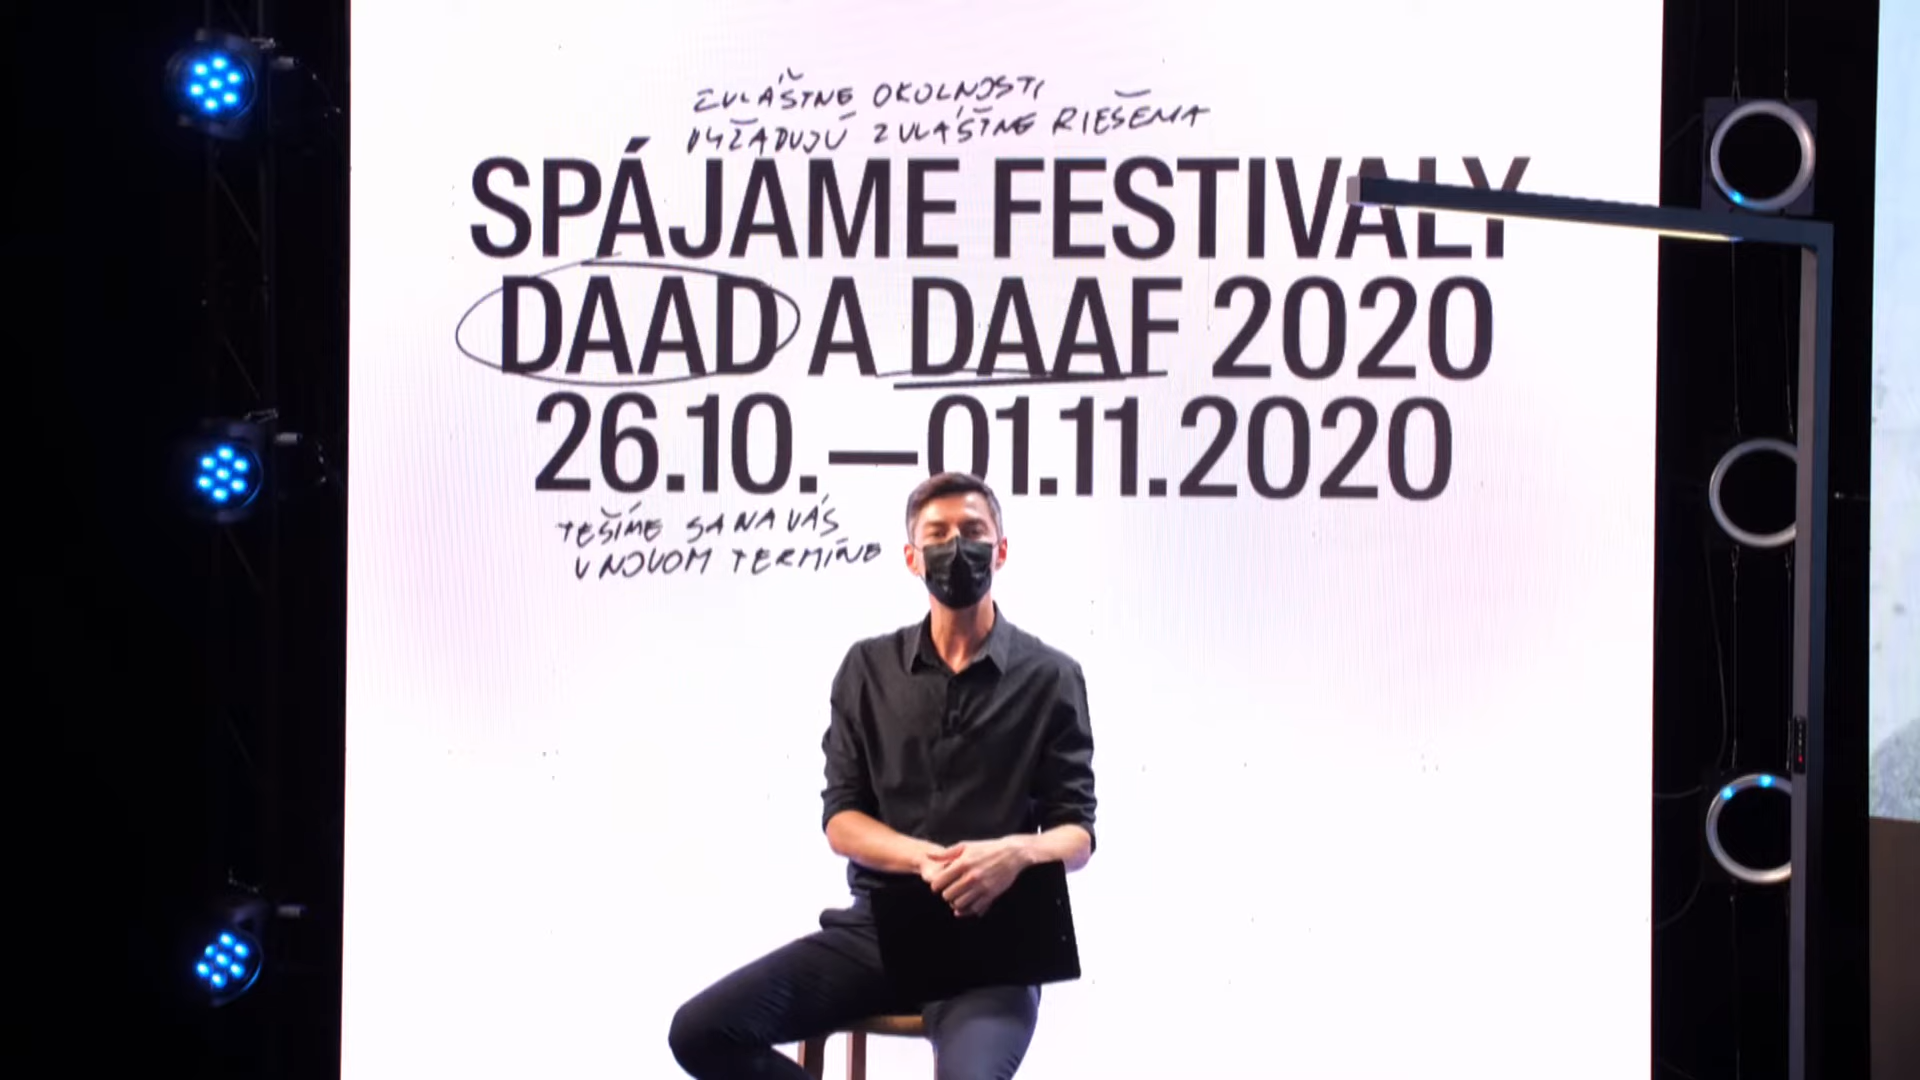 ZVLÁŠTNE OKOLNOSTI
VYŽADUJÚ ZVLÁŠTNE RIEŠENIA
SPÁJAME FESTIVALY
DAAD A DAAF 2020
26.10.—01.11.2020
TEŠÍME SA NA VÁS
V NOVOM TERMÍNE